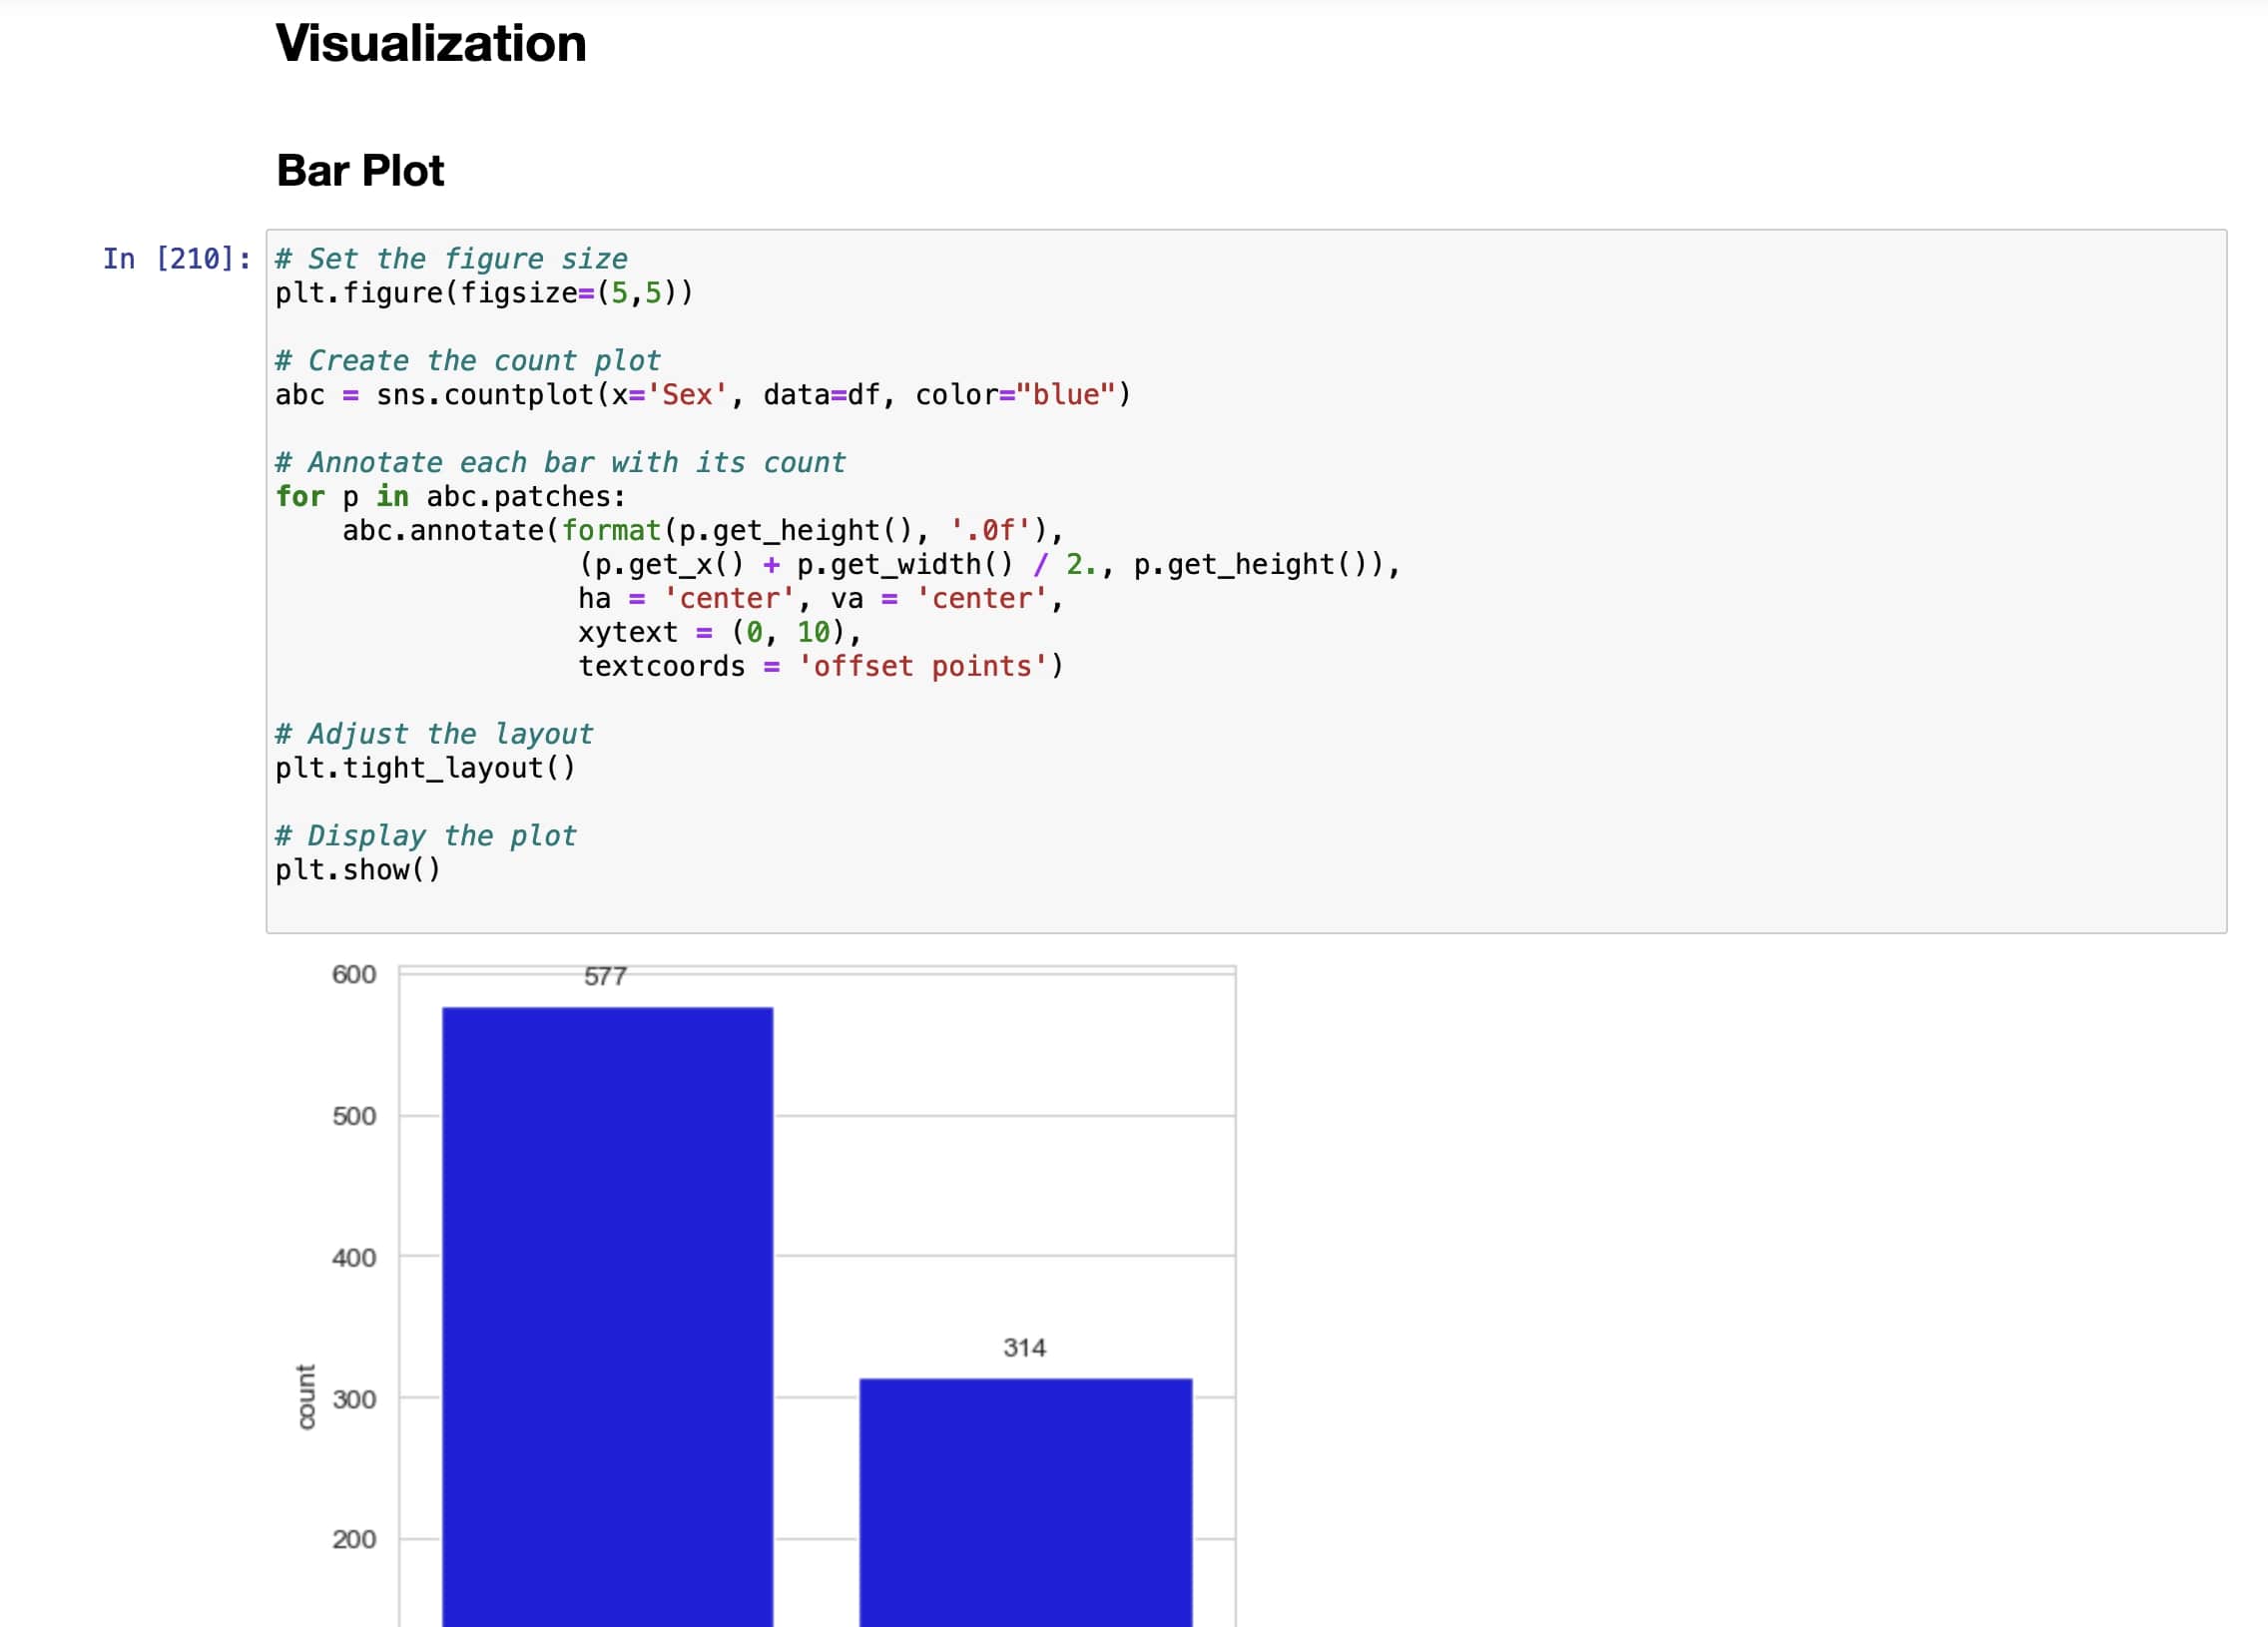 Visualization
Bar Plot
In [210]:
# Set the figure size
plt.figure(figsize=(5,5))
# Create the count plot
abc = sns.countplot(x='Sex', data=df, color="blue")
# Annotate each bar with its count
for p in abc.patches:
    abc.annotate(format(p.get_height(), '.0f'),
                  (p.get_x() + p.get_width() / 2., p.get_height()),
                  ha = 'center', va = 'center',
                  xytext = (0, 10),
                  textcoords = 'offset points')
# Adjust the layout
plt.tight_layout()
# Display the plot
plt.show()
600
577
500
400
314
count
300
200